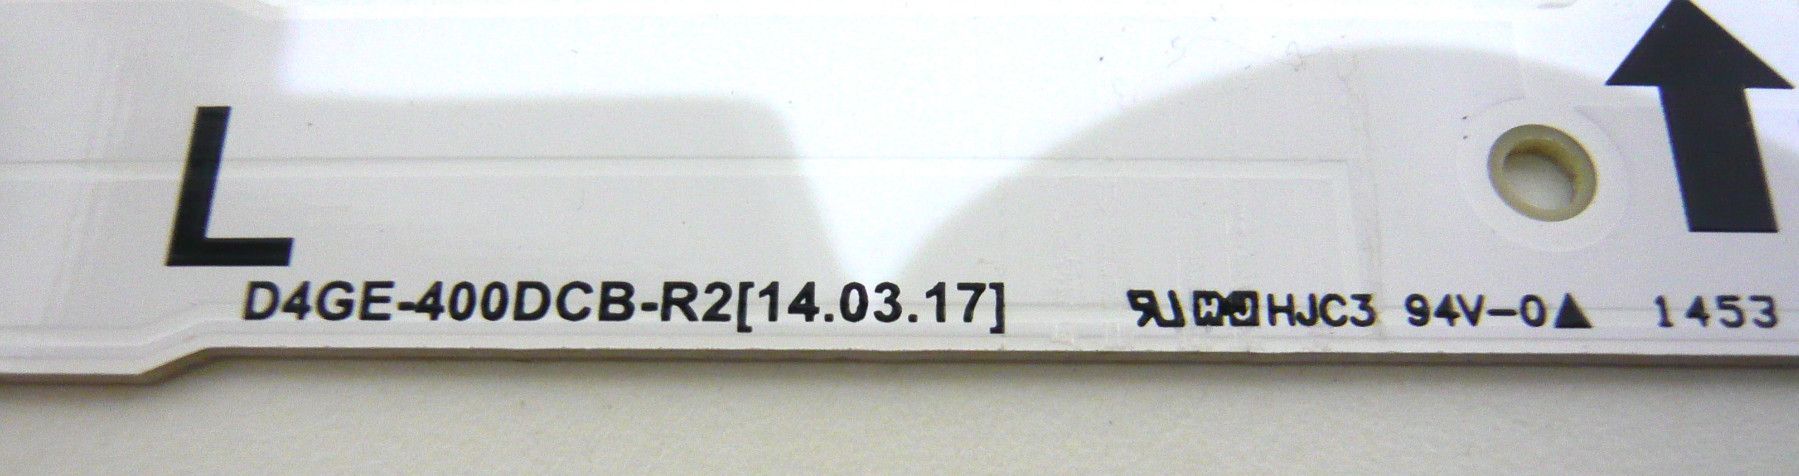 L
D4GE-400DCB-R2[14.03.17] HJC3 94V-0▲ 1453